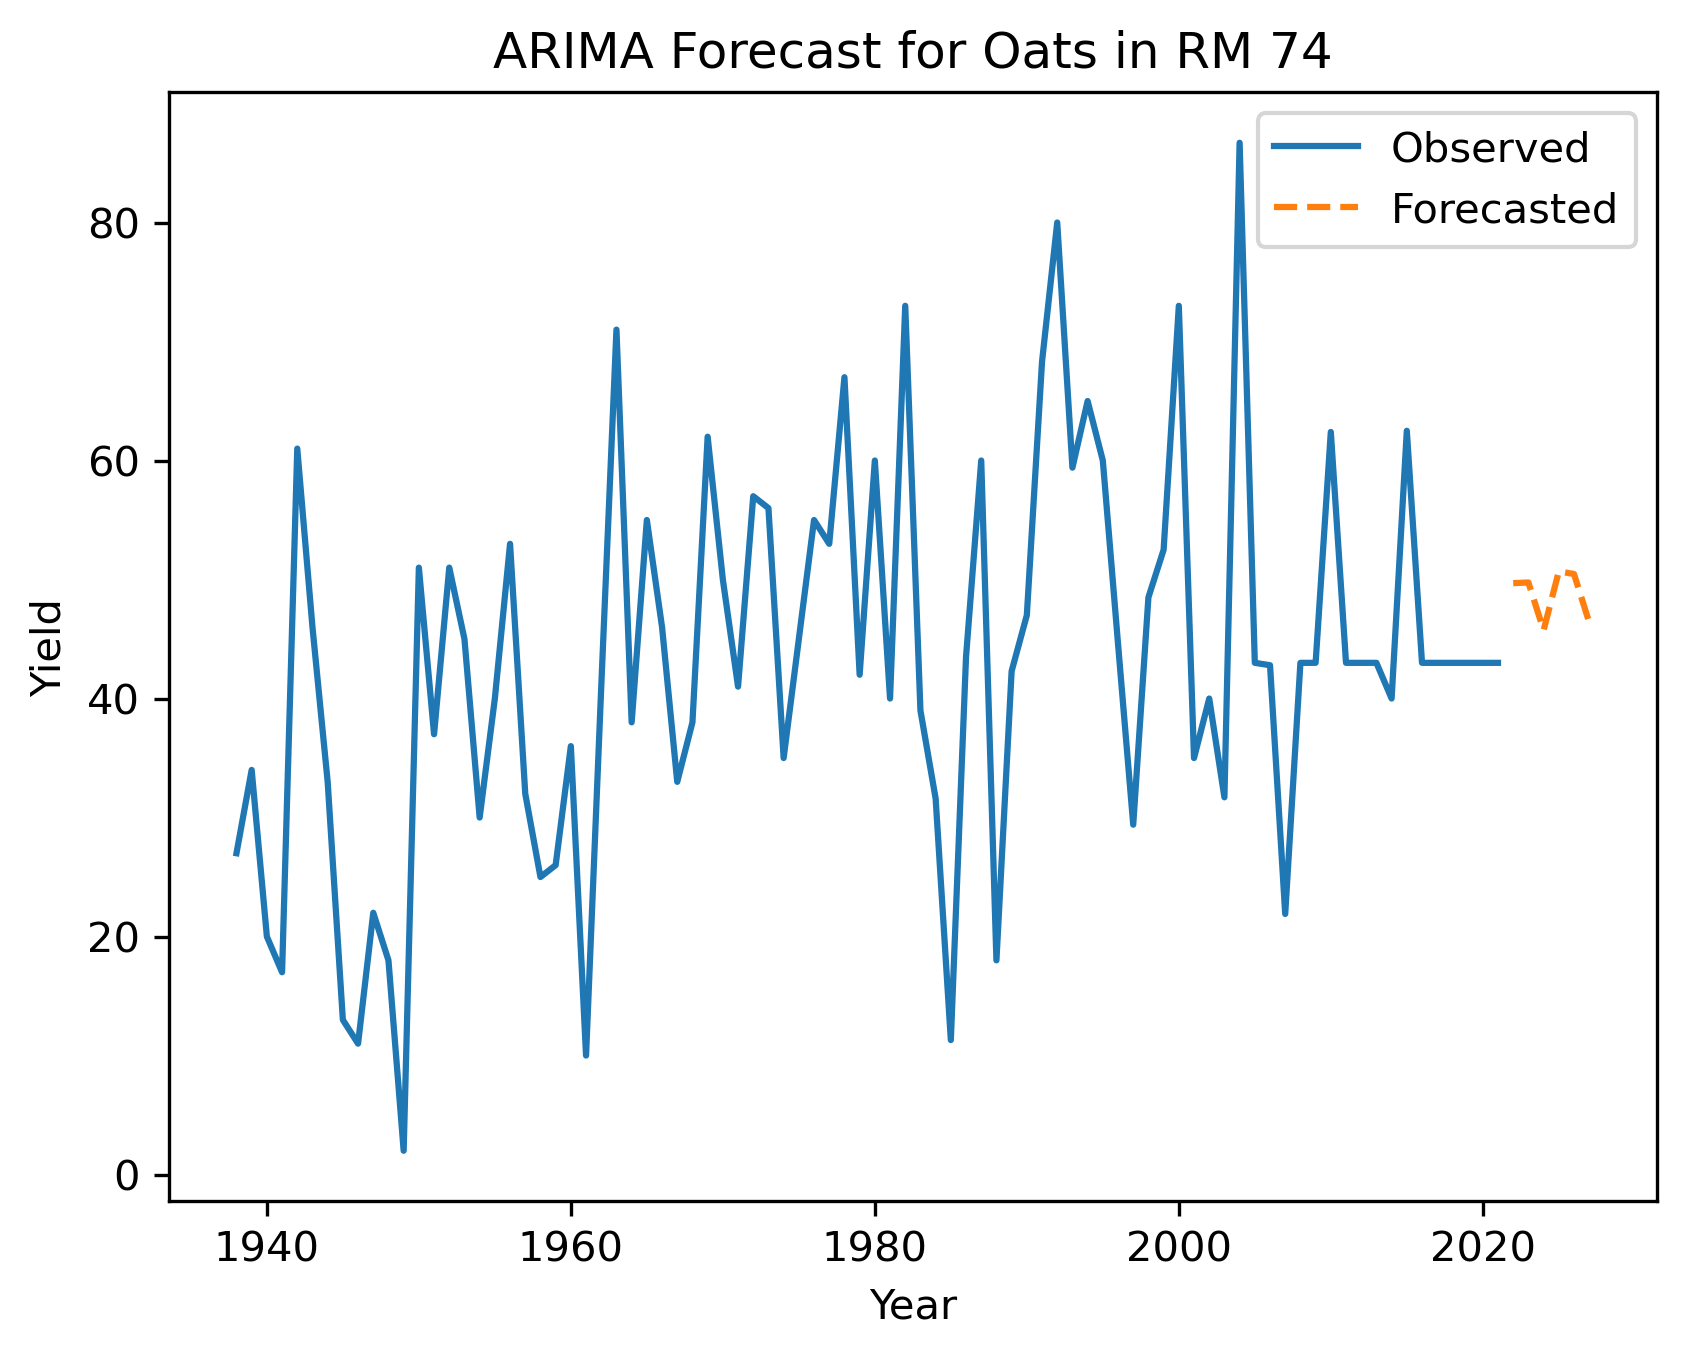 ARIMA Forecast for Oats in RM 74
Observed
Forecasted
80
60
40
20
0
Yield
1940 1960 1980 2000 2020
Year